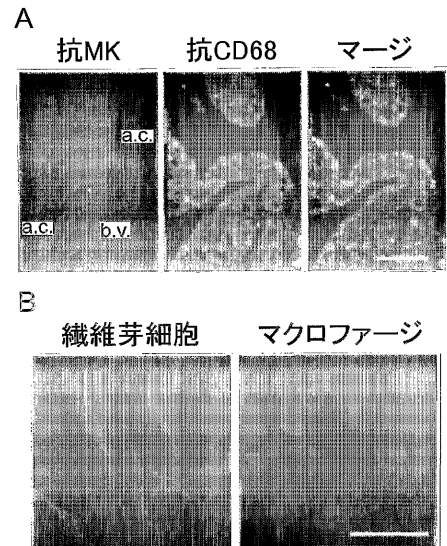 A
抗MK
抗CD68
マージ
a.c.
a.c.
b.v.
B
繊維芽細胞
マクロファージ